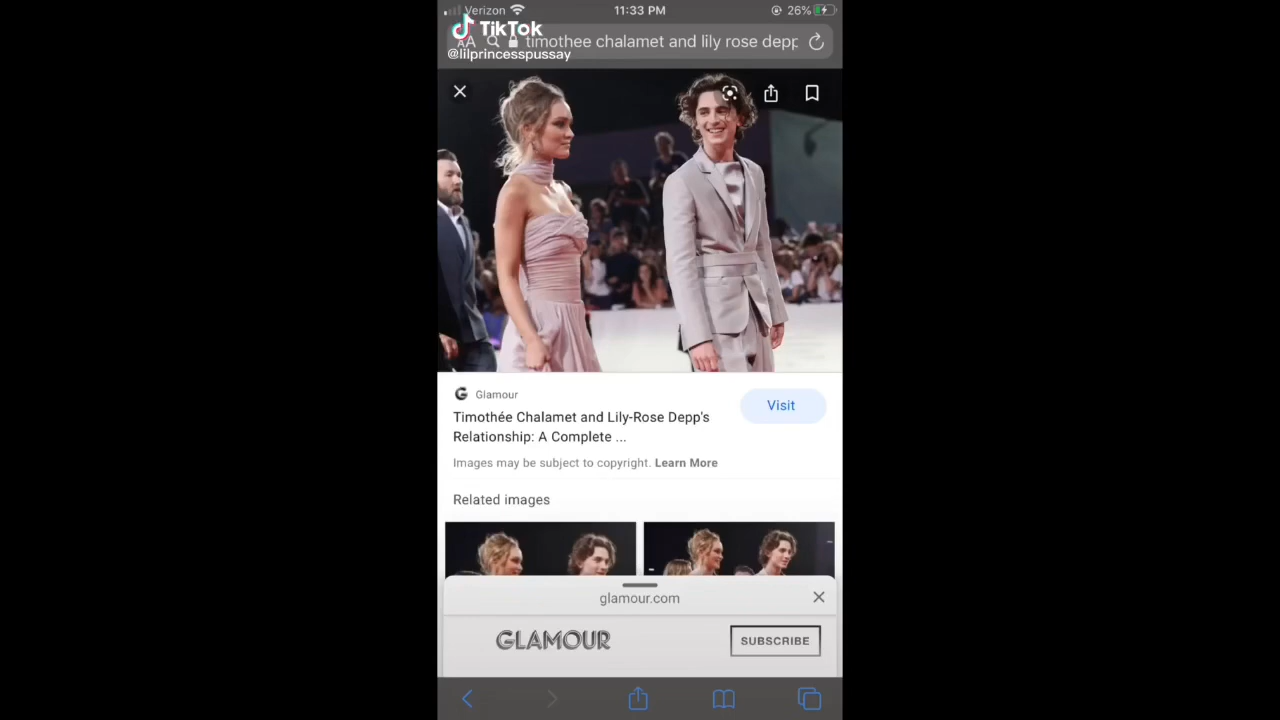 Verizon
11:33 PM
26%
TikTok
@lilprincesspussay
AA
timothee chalamet and lily rose depp
Glamour
Timothée Chalamet and Lily-Rose Depp's
Relationship: A Complete ...
Visit
Images may be subject to copyright. Learn More
Related images
glamour.com
GLAMOUR
SUBSCRIBE